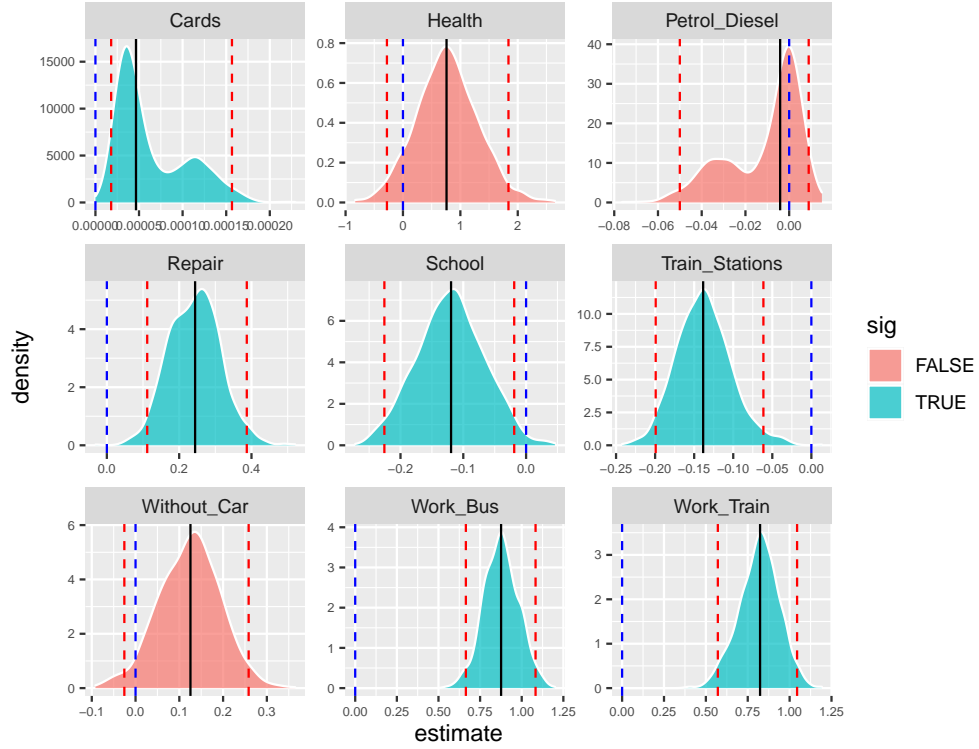 Cards Health Petrol_Diesel
15000
10000
5000
0
0.00000 0.00005 0.00010 0.00015 0.00020
0.8
0.6
0.4
0.2
0.0
−1 0 1 2
40
30
20
10
0
−0.08 −0.06 −0.04 −0.02 0.00
Repair School Train_Stations
4
2
0
0.0 0.2 0.4
6
4
2
0
−0.2 −0.1 0.0
10.0
7.5
5.0
2.5
0.0
−0.25 −0.20 −0.15 −0.10 −0.05 0.00
Without_Car Work_Bus Work_Train
6
4
2
0
−0.1 0.0 0.1 0.2 0.3
4
3
2
1
0
0.00 0.25 0.50 0.75 1.00 1.25
3
2
1
0
0.00 0.25 0.50 0.75 1.00 1.25
density
estimate
sig
FALSE
TRUE